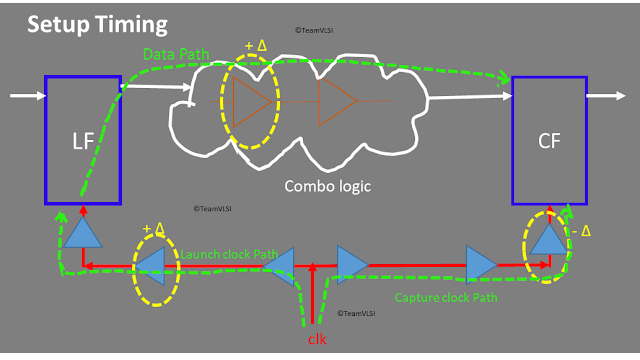 Setup Timing
©TeamVLSI
+ Δ
Data Path
LF
CF
Combo logic
©TeamVLSI
+ Δ
- Δ
Launch clock Path
Capture clock Path
©TeamVLSI
clk